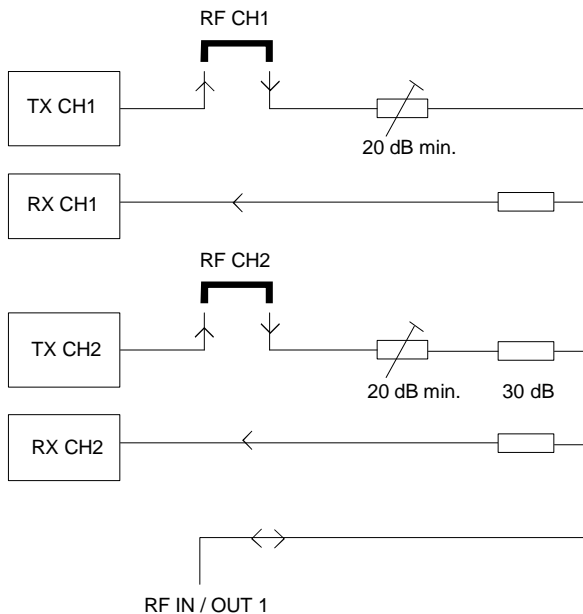 RF CH1
TX CH1
20 dB min.
RX CH1
RF CH2
TX CH2
20 dB min.
30 dB
RX CH2
RF IN / OUT 1